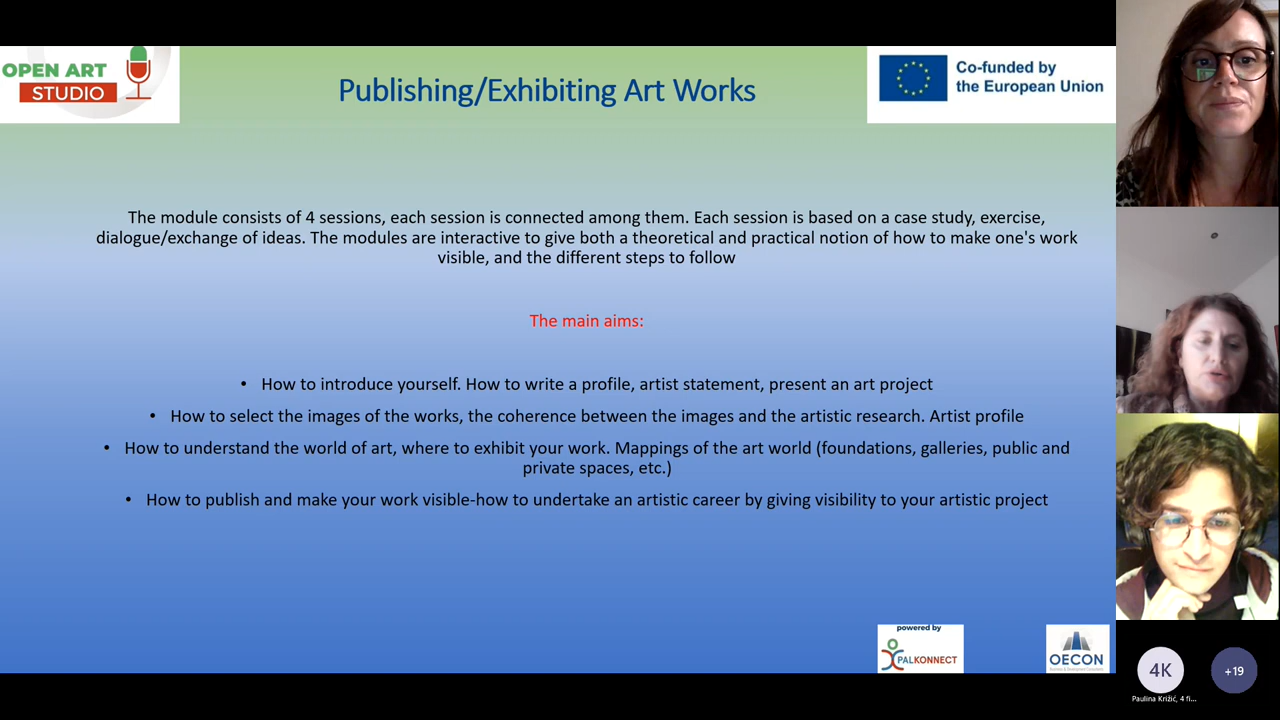 OPEN ART
STUDIO
Publishing/Exhibiting Art Works
Co-funded by
the European Union
The module consists of 4 sessions, each session is connected among them. Each session is based on a case study, exercise,
dialogue/exchange of ideas. The modules are interactive to give both a theoretical and practical notion of how to make one's work
visible, and the different steps to follow
The main aims:
• How to introduce yourself. How to write a profile, artist statement, present an art project
• How to select the images of the works, the coherence between the images and the artistic research. Artist profile
• How to understand the world of art, where to exhibit your work. Mappings of the art world (foundations, galleries, public and
private spaces, etc.)
• How to publish and make your work visible-how to undertake an artistic career by giving visibility to your artistic project
powered by
PALKONNECT
OECON
4K
+19
Paulina Križić, 4 fi...